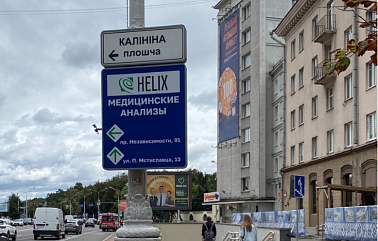 КАЛІНІНА
плошча
HELIX
МЕДИЦИНСКИЕ
АНАЛИЗЫ
пр. Независимости, 91
ул. П. Мстиславца, 13